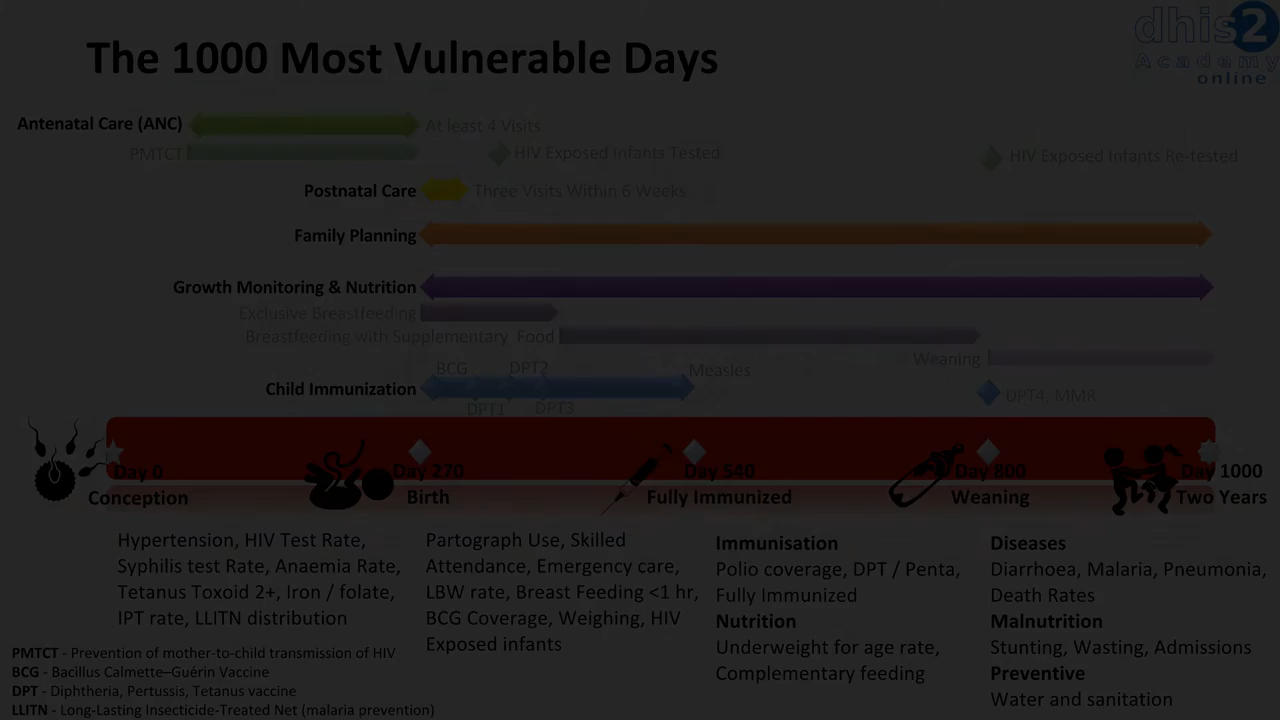 The 1000 Most Vulnerable Days
dhis2
Academy
online
Antenatal Care (ANC)
At least 4 Visits
PMTCT
HIV Exposed Infants Tested
HIV Exposed Infants Re-tested
Postnatal Care
Three Visits Within 6 Weeks
Family Planning
Growth Monitoring & Nutrition
Exclusive Breastfeeding
Breastfeeding with Supplementary Food
Weaning
BCG
DPT2
Measles
Child Immunization
DPT1
DPT3
DPT4, MMR
Day 0
Conception
Day 270
Birth
Day 540
Fully Immunized
Day 800
Weaning
Day 1000
Two Years
Hypertension, HIV Test Rate,
Syphilis test Rate, Anaemia Rate,
Tetanus Toxoid 2+, Iron / folate,
IPT rate, LLITN distribution
Partograph Use, Skilled
Attendance, Emergency care,
LBW rate, Breast Feeding <1 hr,
BCG Coverage, Weighing, HIV
Exposed infants
Immunisation
Polio coverage, DPT / Penta,
Fully Immunized
Nutrition
Underweight for age rate,
Complementary feeding
Diseases
Diarrhoea, Malaria, Pneumonia,
Death Rates
Malnutrition
Stunting, Wasting, Admissions
Preventive
Water and sanitation
PMTCT - Prevention of mother-to-child transmission of HIV
BCG - Bacillus Calmette–Guérin Vaccine
DPT - Diphtheria, Pertussis, Tetanus vaccine
LLITN - Long-Lasting Insecticide-Treated Net (malaria prevention)